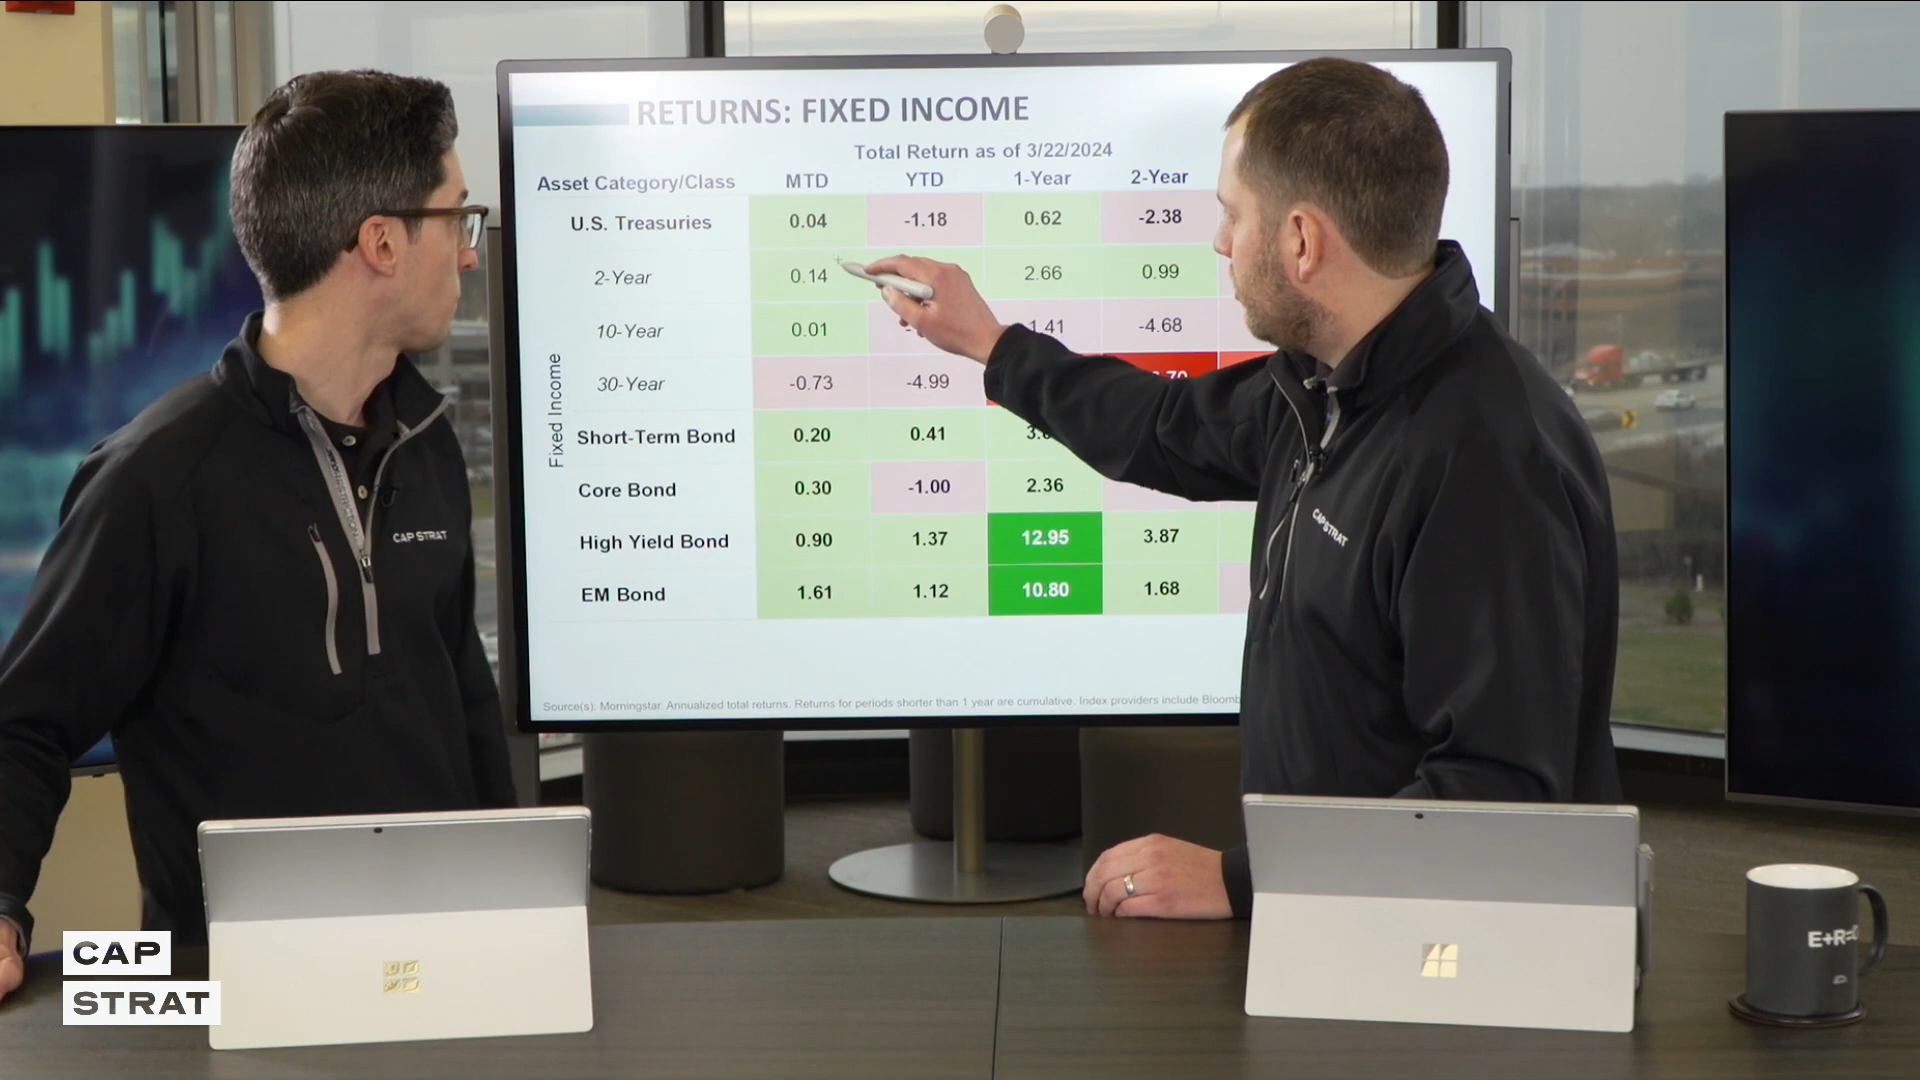 RETURNS: FIXED INCOME
Total Return as of 3/22/2024
Asset Category/Class MTD YTD 1-Year 2-Year
Fixed Income
U.S. Treasuries 0.04 -1.18 0.62 -2.38
2-Year 0.14 2.66 0.99
10-Year 0.01 -4.68
30-Year -0.73 -4.99
Short-Term Bond 0.20 0.41
Core Bond 0.30 -1.00 2.36
High Yield Bond 0.90 1.37 12.95 3.87
EM Bond 1.61 1.12 10.80 1.68
Source(s): Morningstar. Annualized total returns. Returns for periods shorter than 1 year are cumulative. Index providers include
CAP STRAT
CAP STRAT
E+R=
CAP
STRAT